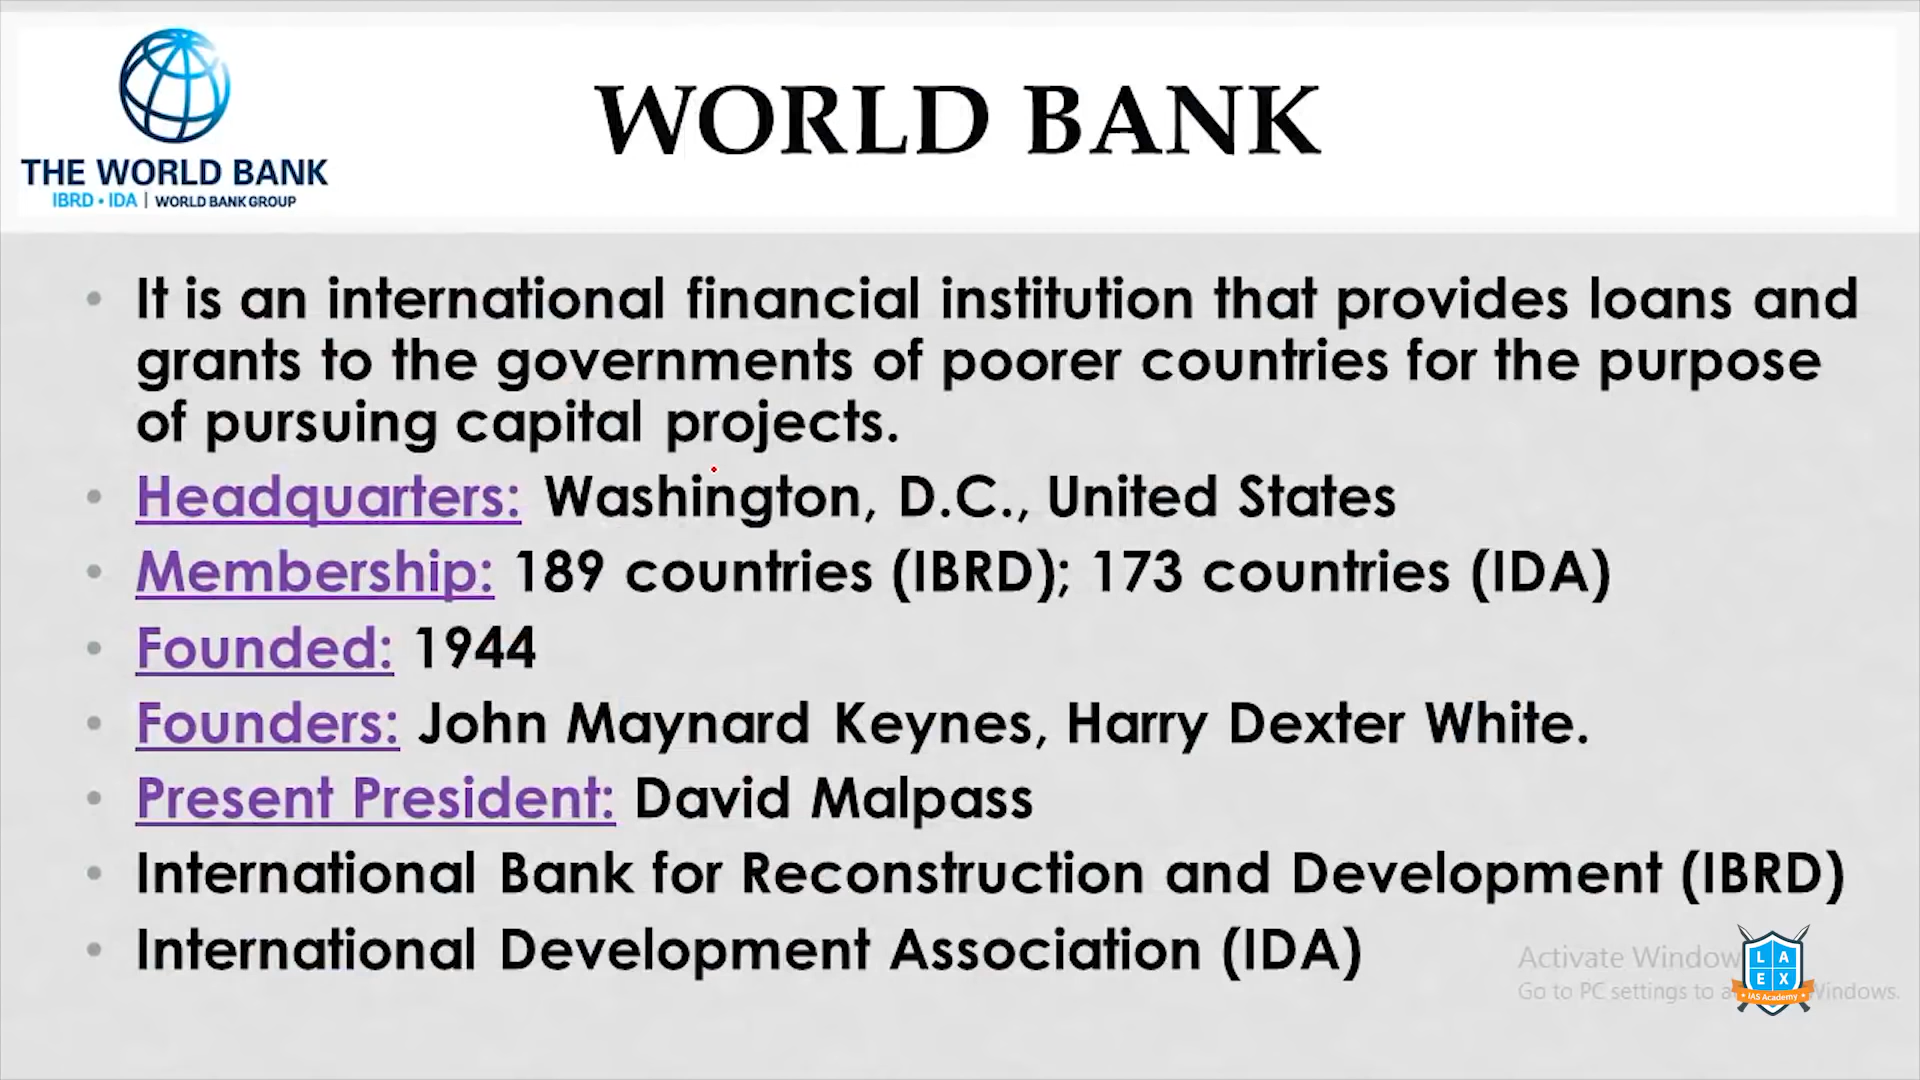 THE WORLD BANK
IBRD • IDA | WORLD BANK GROUP
WORLD BANK
• It is an international financial institution that provides loans and
grants to the governments of poorer countries for the purpose
of pursuing capital projects.
• Headquarters: Washington, D.C., United States
• Membership: 189 countries (IBRD); 173 countries (IDA)
• Founded: 1944
• Founders: John Maynard Keynes, Harry Dexter White.
• Present President: David Malpass
• International Bank for Reconstruction and Development (IBRD)
• International Development Association (IDA)
Activate Window
Go to PC settings to a Windows.
L A
E X
IAS Academy